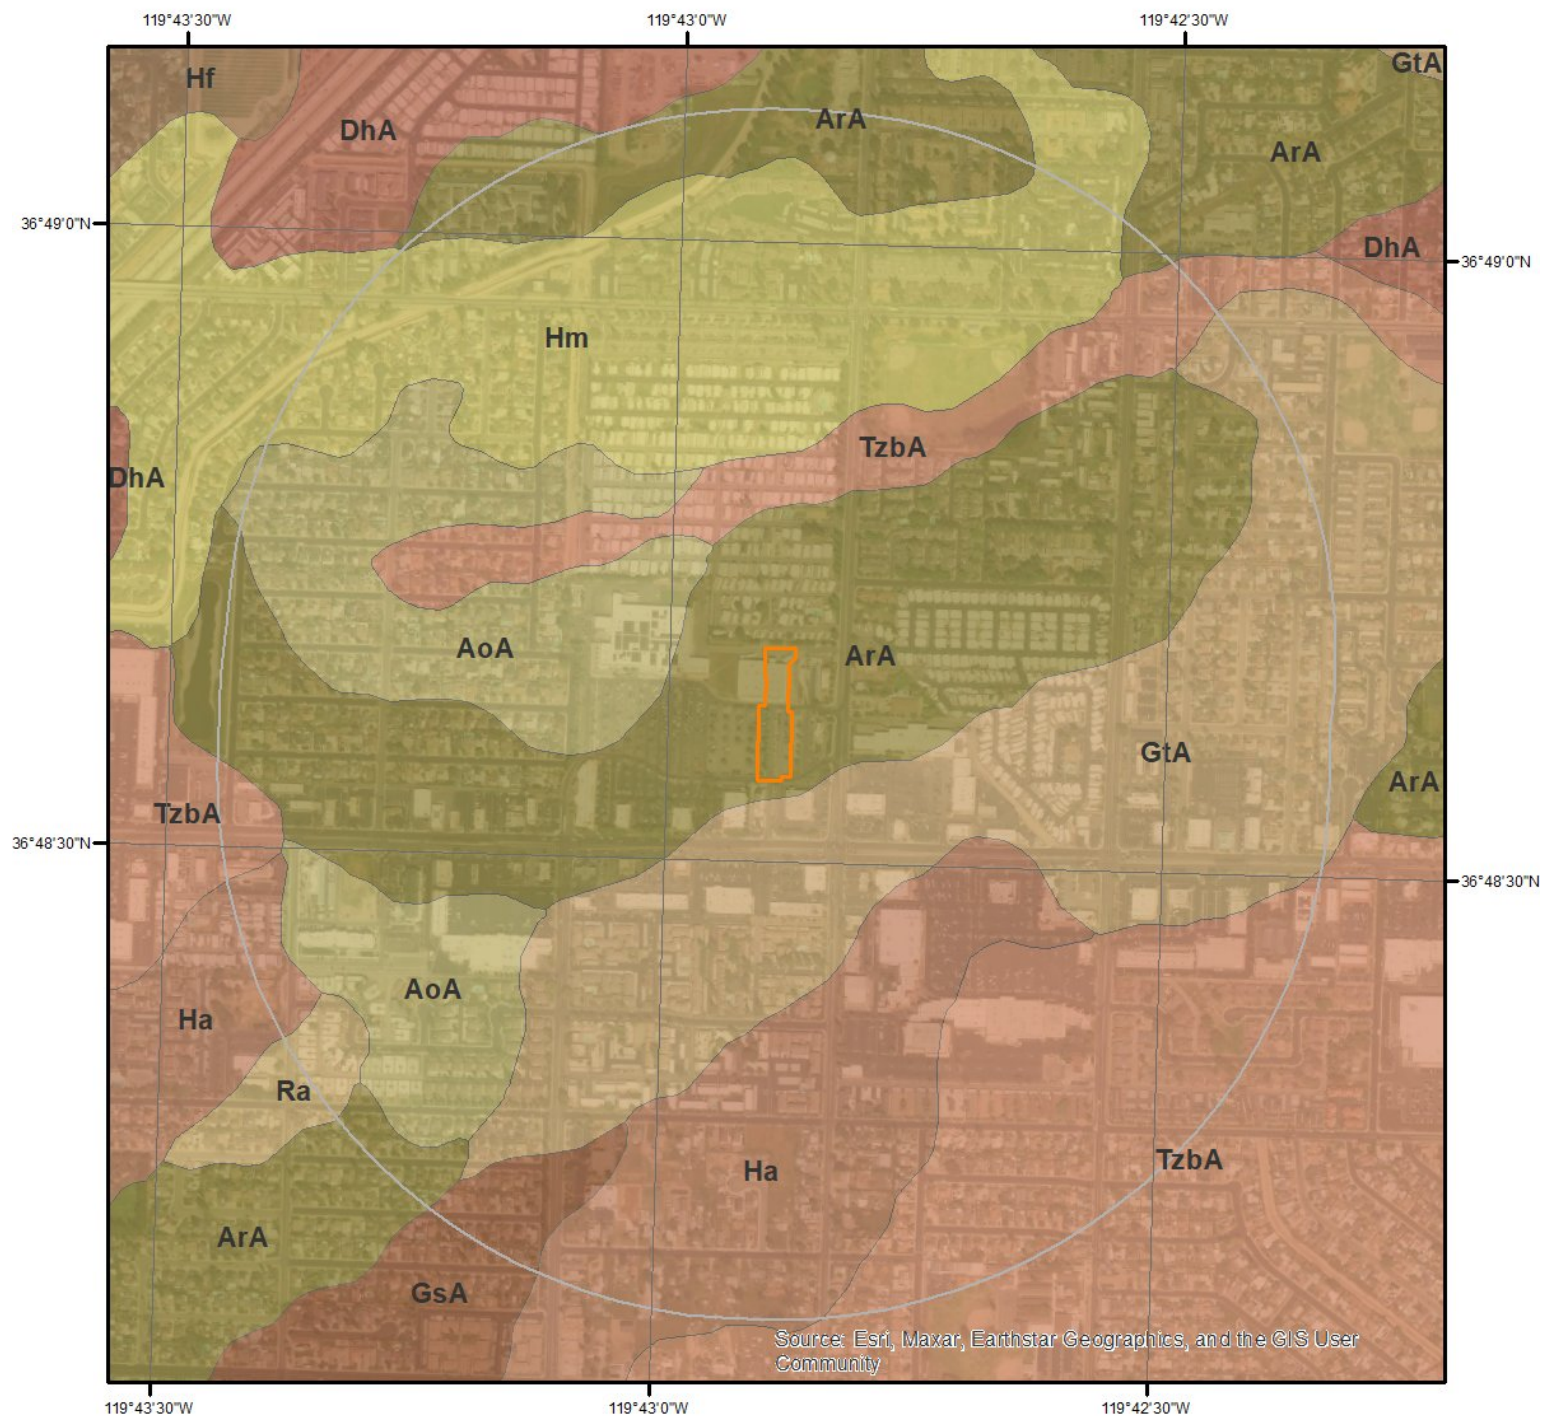 119°43'30"W 119°43'0"W 119°42'30"W
Hf
GtA
DhA
ArA
ArA
36°49'0"N
DhA
36°49'0"N
Hm
TzbA
DhA
AoA
ArA
GtA
ArA
TzbA
36°48'30"N
36°48'30"N
AoA
Ha
Ra
TzbA
Ha
ArA
GsA
Source: Esri, Maxar, Earthstar Geographics, and the GIS User
Community
119°43'30"W 119°43'0"W 119°42'30"W